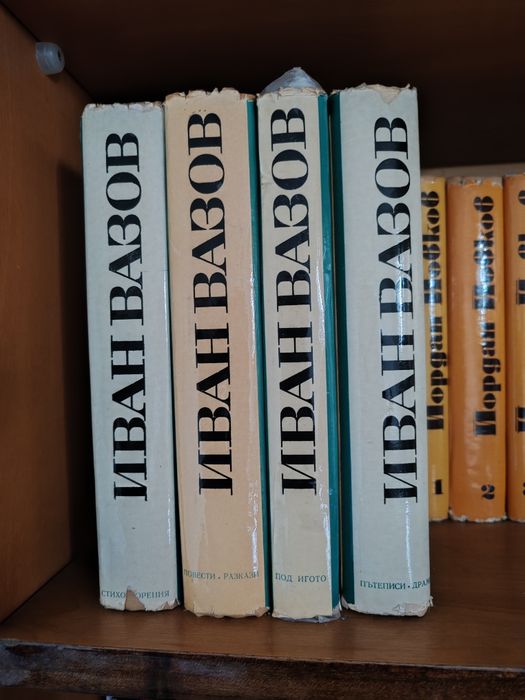 ИВАН ВАЗОВ
СТИХОТВОРЕНИЯ
ИВАН ВАЗОВ
ПОВЕСТИ • РАЗКАЗИ
ИВАН ВАЗОВ
ПОД ИГОТО
ИВАН ВАЗОВ
ПЪТЕПИСИ • ДРАМ
Йордан Йовков
1
Йордан Йовков
2